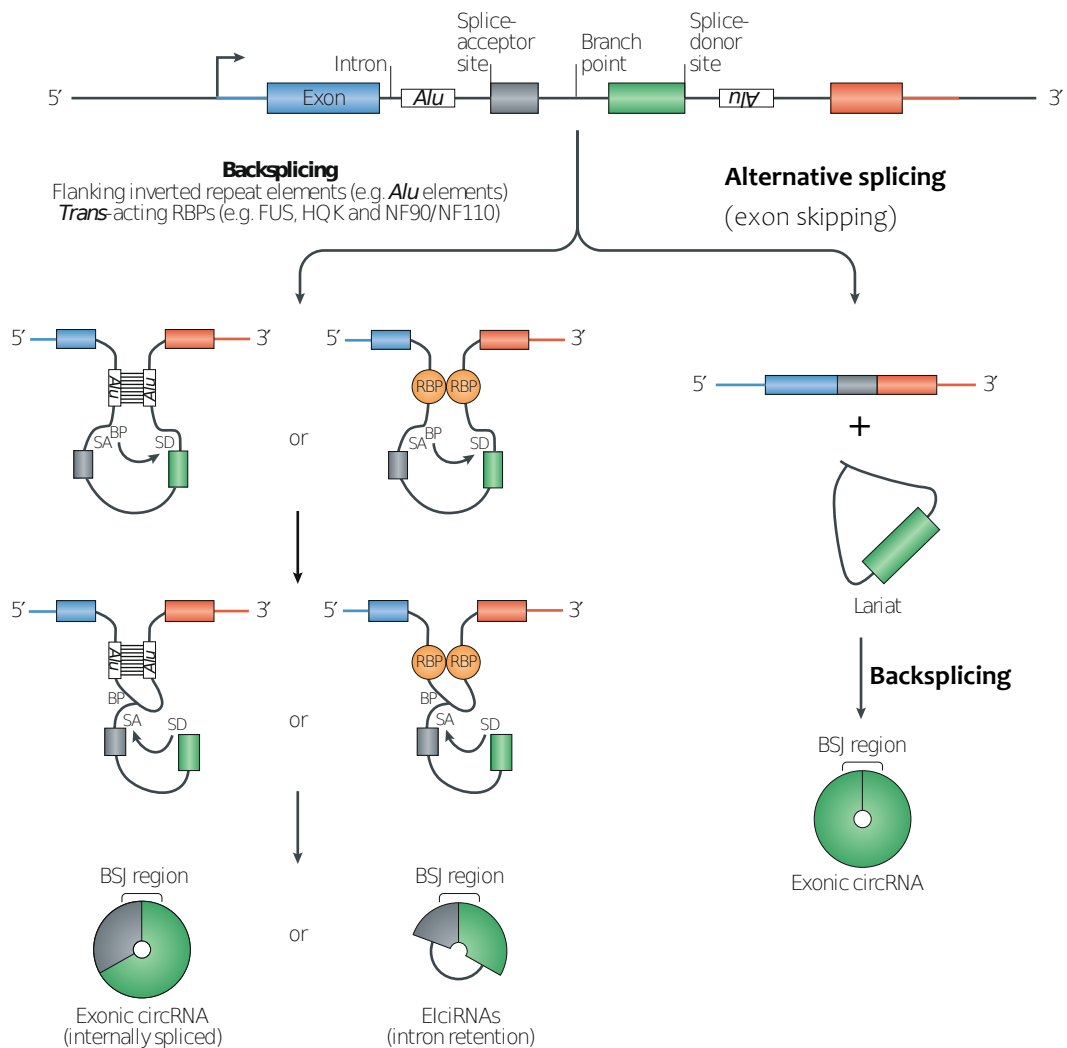 Splice-
acceptor
site
Branch
point
Splice-
donor
site
Intron
5′
Exon
Alu
Alu
3′
Backsplicing
Flanking inverted repeat elements (e.g. Alu elements)
Trans-acting RBPs (e.g. FUS, HQK and NF90/NF110)
Alternative splicing
(exon skipping)
5′
3′
Alu
Alu
SA
BP
SD
or
5′
3′
RBP
RBP
SA
BP
SD
5′
3′
+
Lariat
5′
3′
Alu
Alu
BP
SA
SD
or
5′
3′
RBP
RBP
BP
SA
SD
Backsplicing
BSJ region
Exonic circRNA
BSJ region
or
BSJ region
Exonic circRNA
(internally spliced)
EIciRNAs
(intron retention)